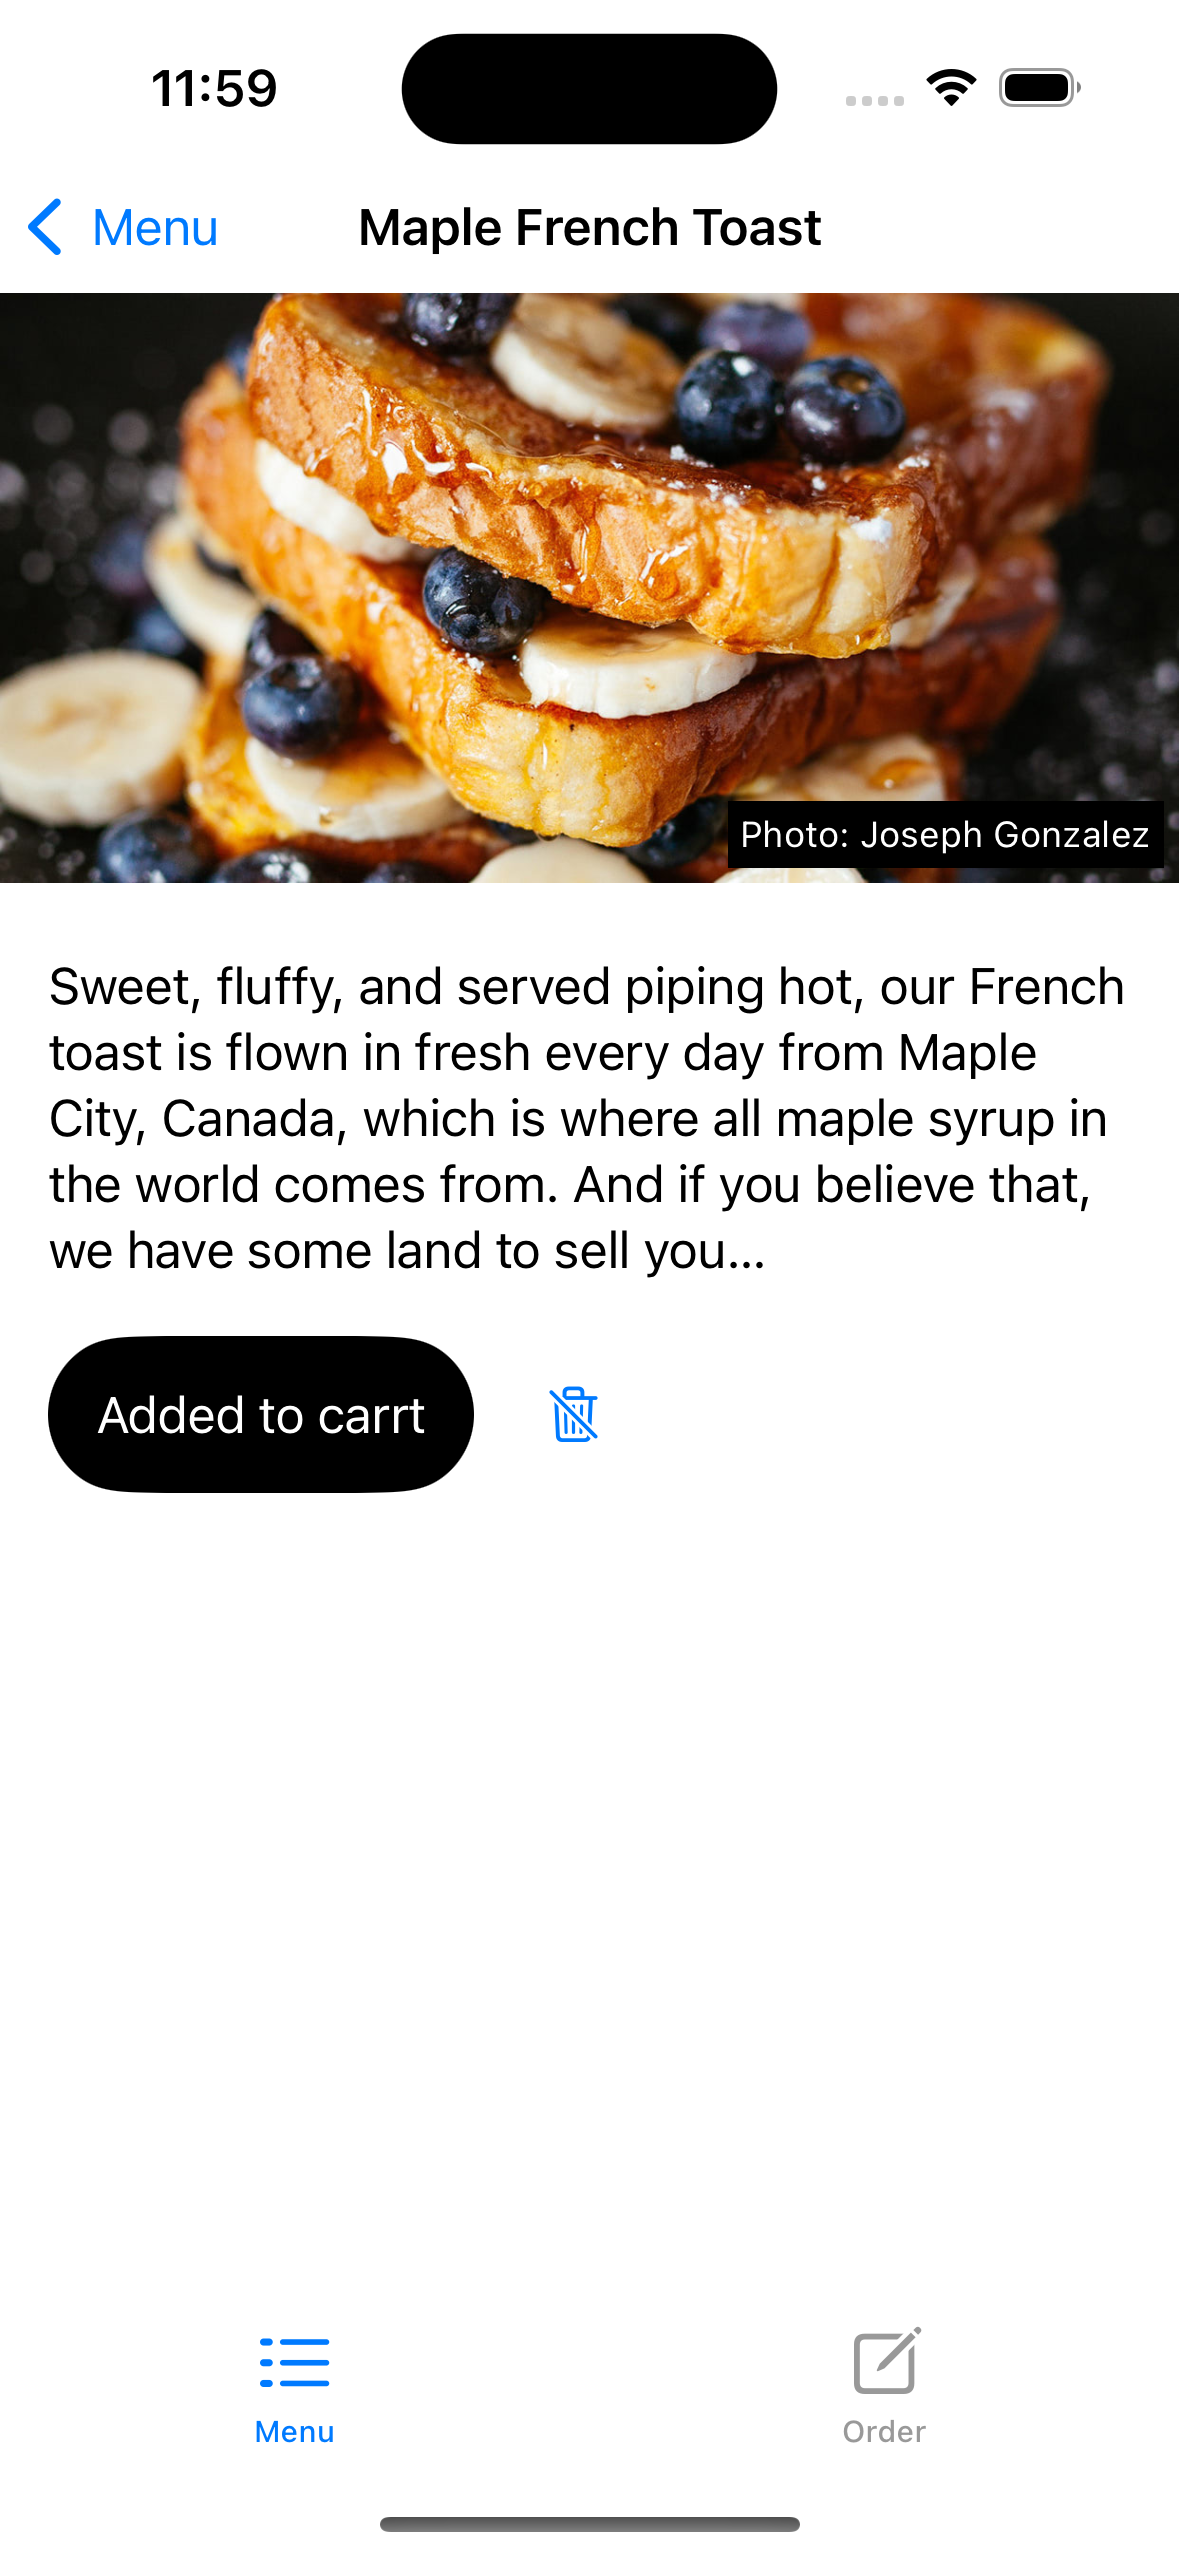 11:59
Menu
Maple French Toast
Photo: Joseph Gonzalez
Sweet, fluffy, and served piping hot, our French
toast is flown in fresh every day from Maple
City, Canada, which is where all maple syrup in
the world comes from. And if you believe that,
we have some land to sell you...
Added to carrt
Menu
Order